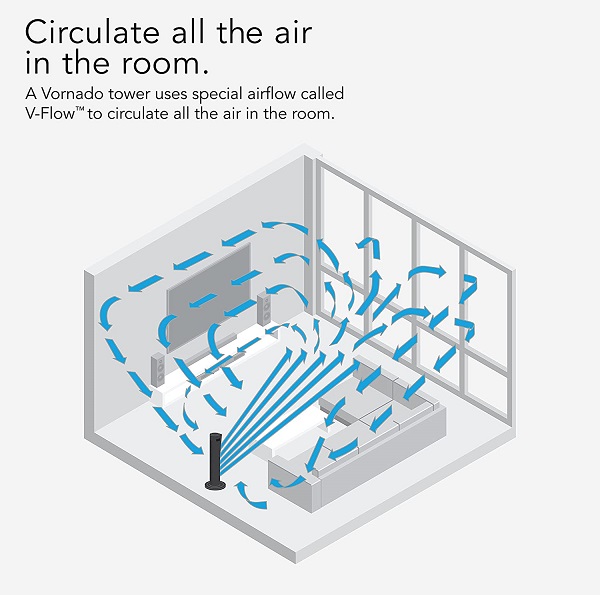 Circulate all the air
in the room.
A Vornado tower uses special airflow called
V-Flow™ to circulate all the air in the room.